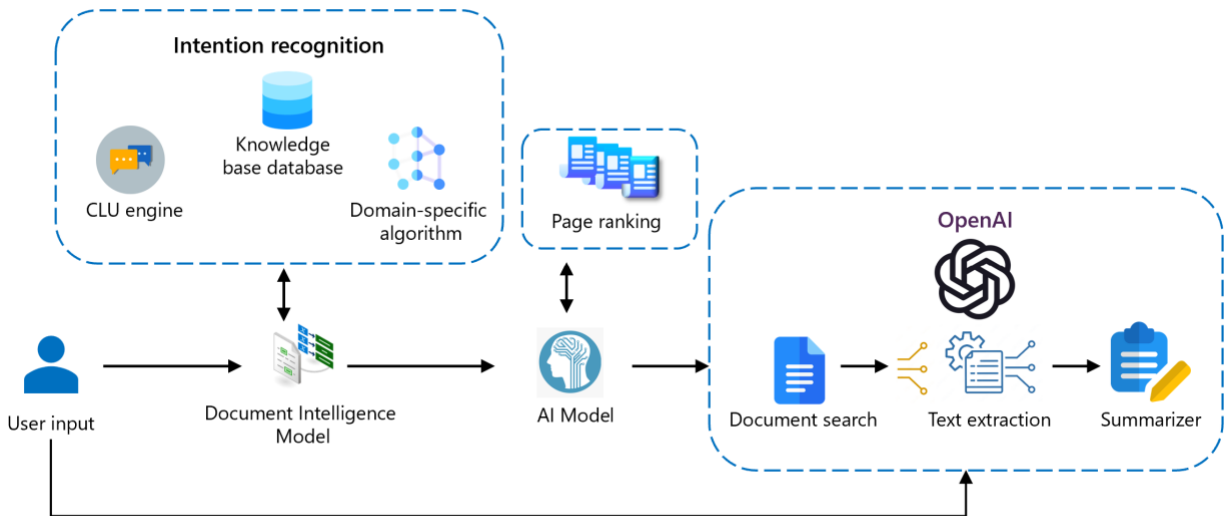 Intention recognition
Knowledge
base database
CLU engine
Domain-specific
algorithm
Page ranking
OpenAI
User input
Document Intelligence
Model
AI Model
Document search
Text extraction
Summarizer